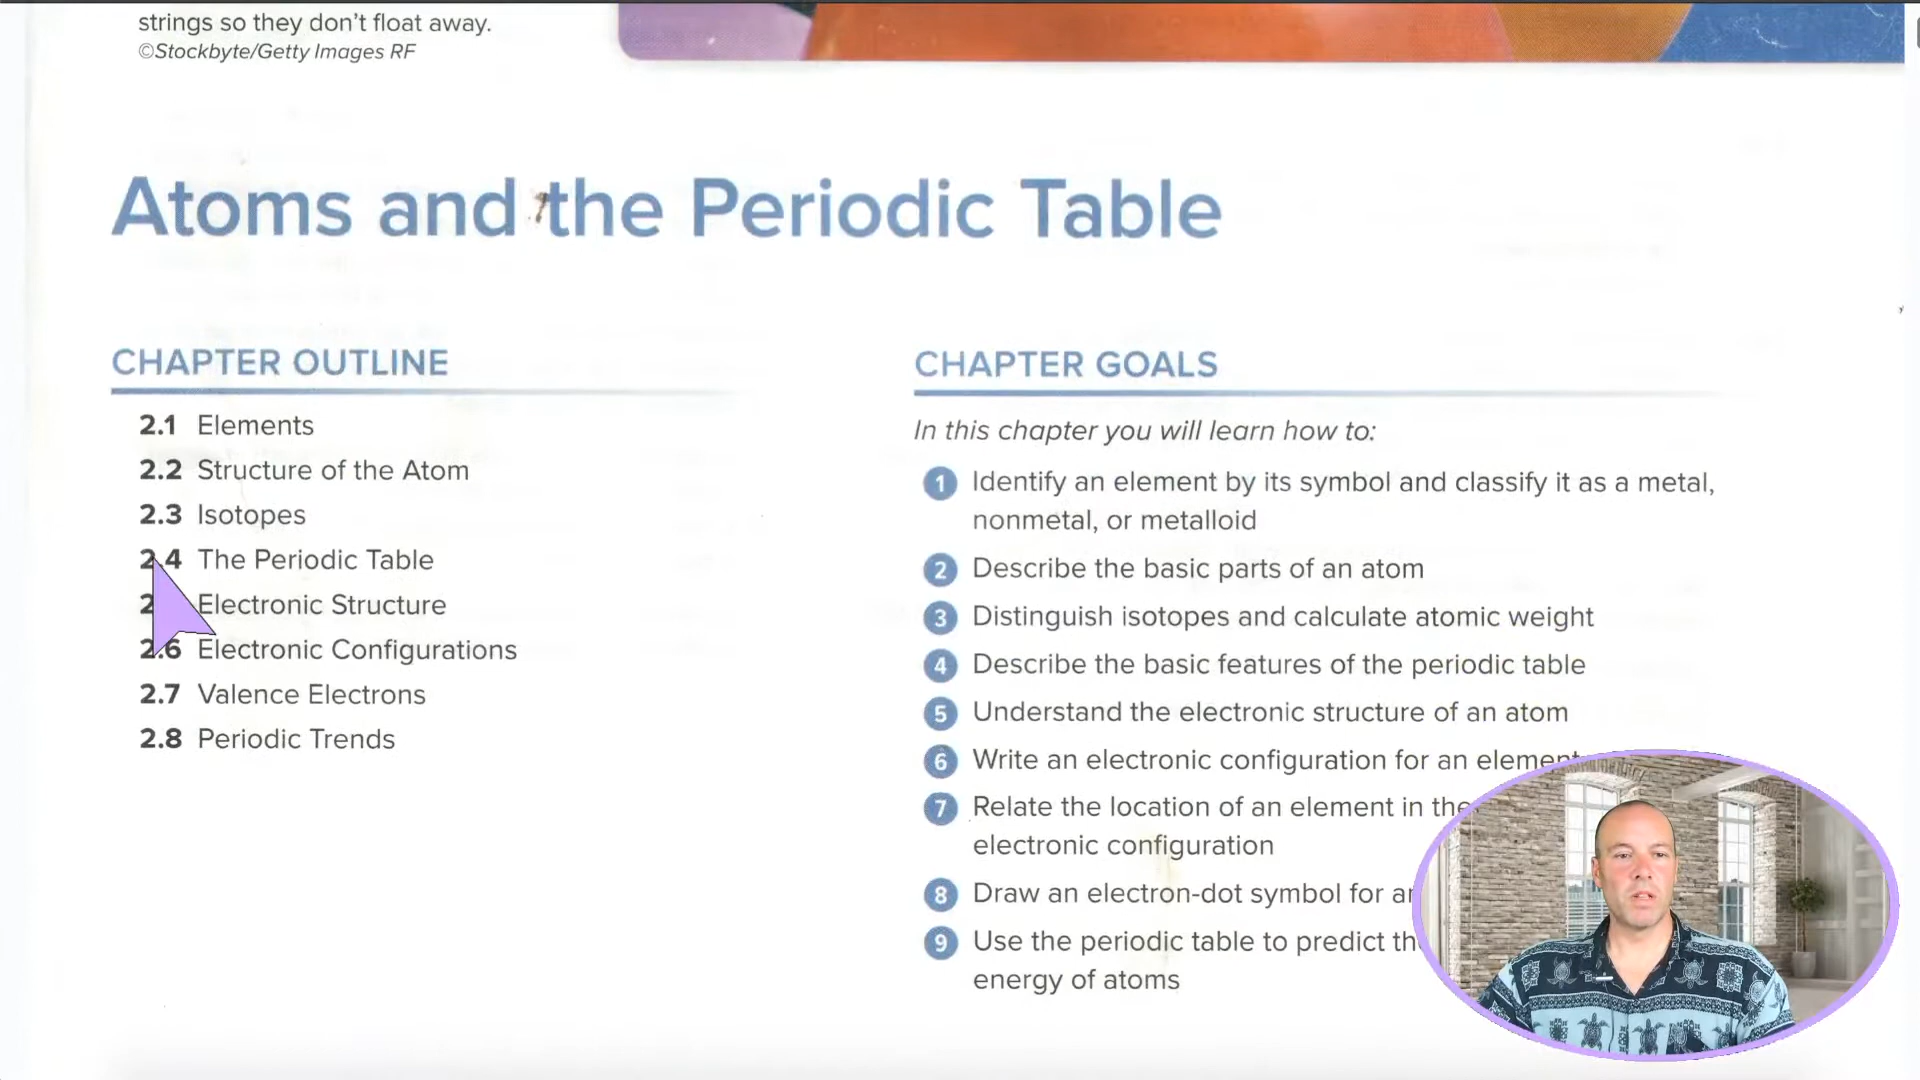 strings so they don't float away.
©Stockbyte/Getty Images RF
Atoms and the Periodic Table
CHAPTER OUTLINE
2.1 Elements
2.2 Structure of the Atom
2.3 Isotopes
2.4 The Periodic Table
2 Electronic Structure
2.6 Electronic Configurations
2.7 Valence Electrons
2.8 Periodic Trends
CHAPTER GOALS
In this chapter you will learn how to:
1 Identify an element by its symbol and classify it as a metal,
nonmetal, or metalloid
2 Describe the basic parts of an atom
3 Distinguish isotopes and calculate atomic weight
4 Describe the basic features of the periodic table
5 Understand the electronic structure of an atom
6 Write an electronic configuration for an element
7 Relate the location of an element in the
electronic configuration
8 Draw an electron-dot symbol for
9 Use the periodic table to predict
energy of atoms